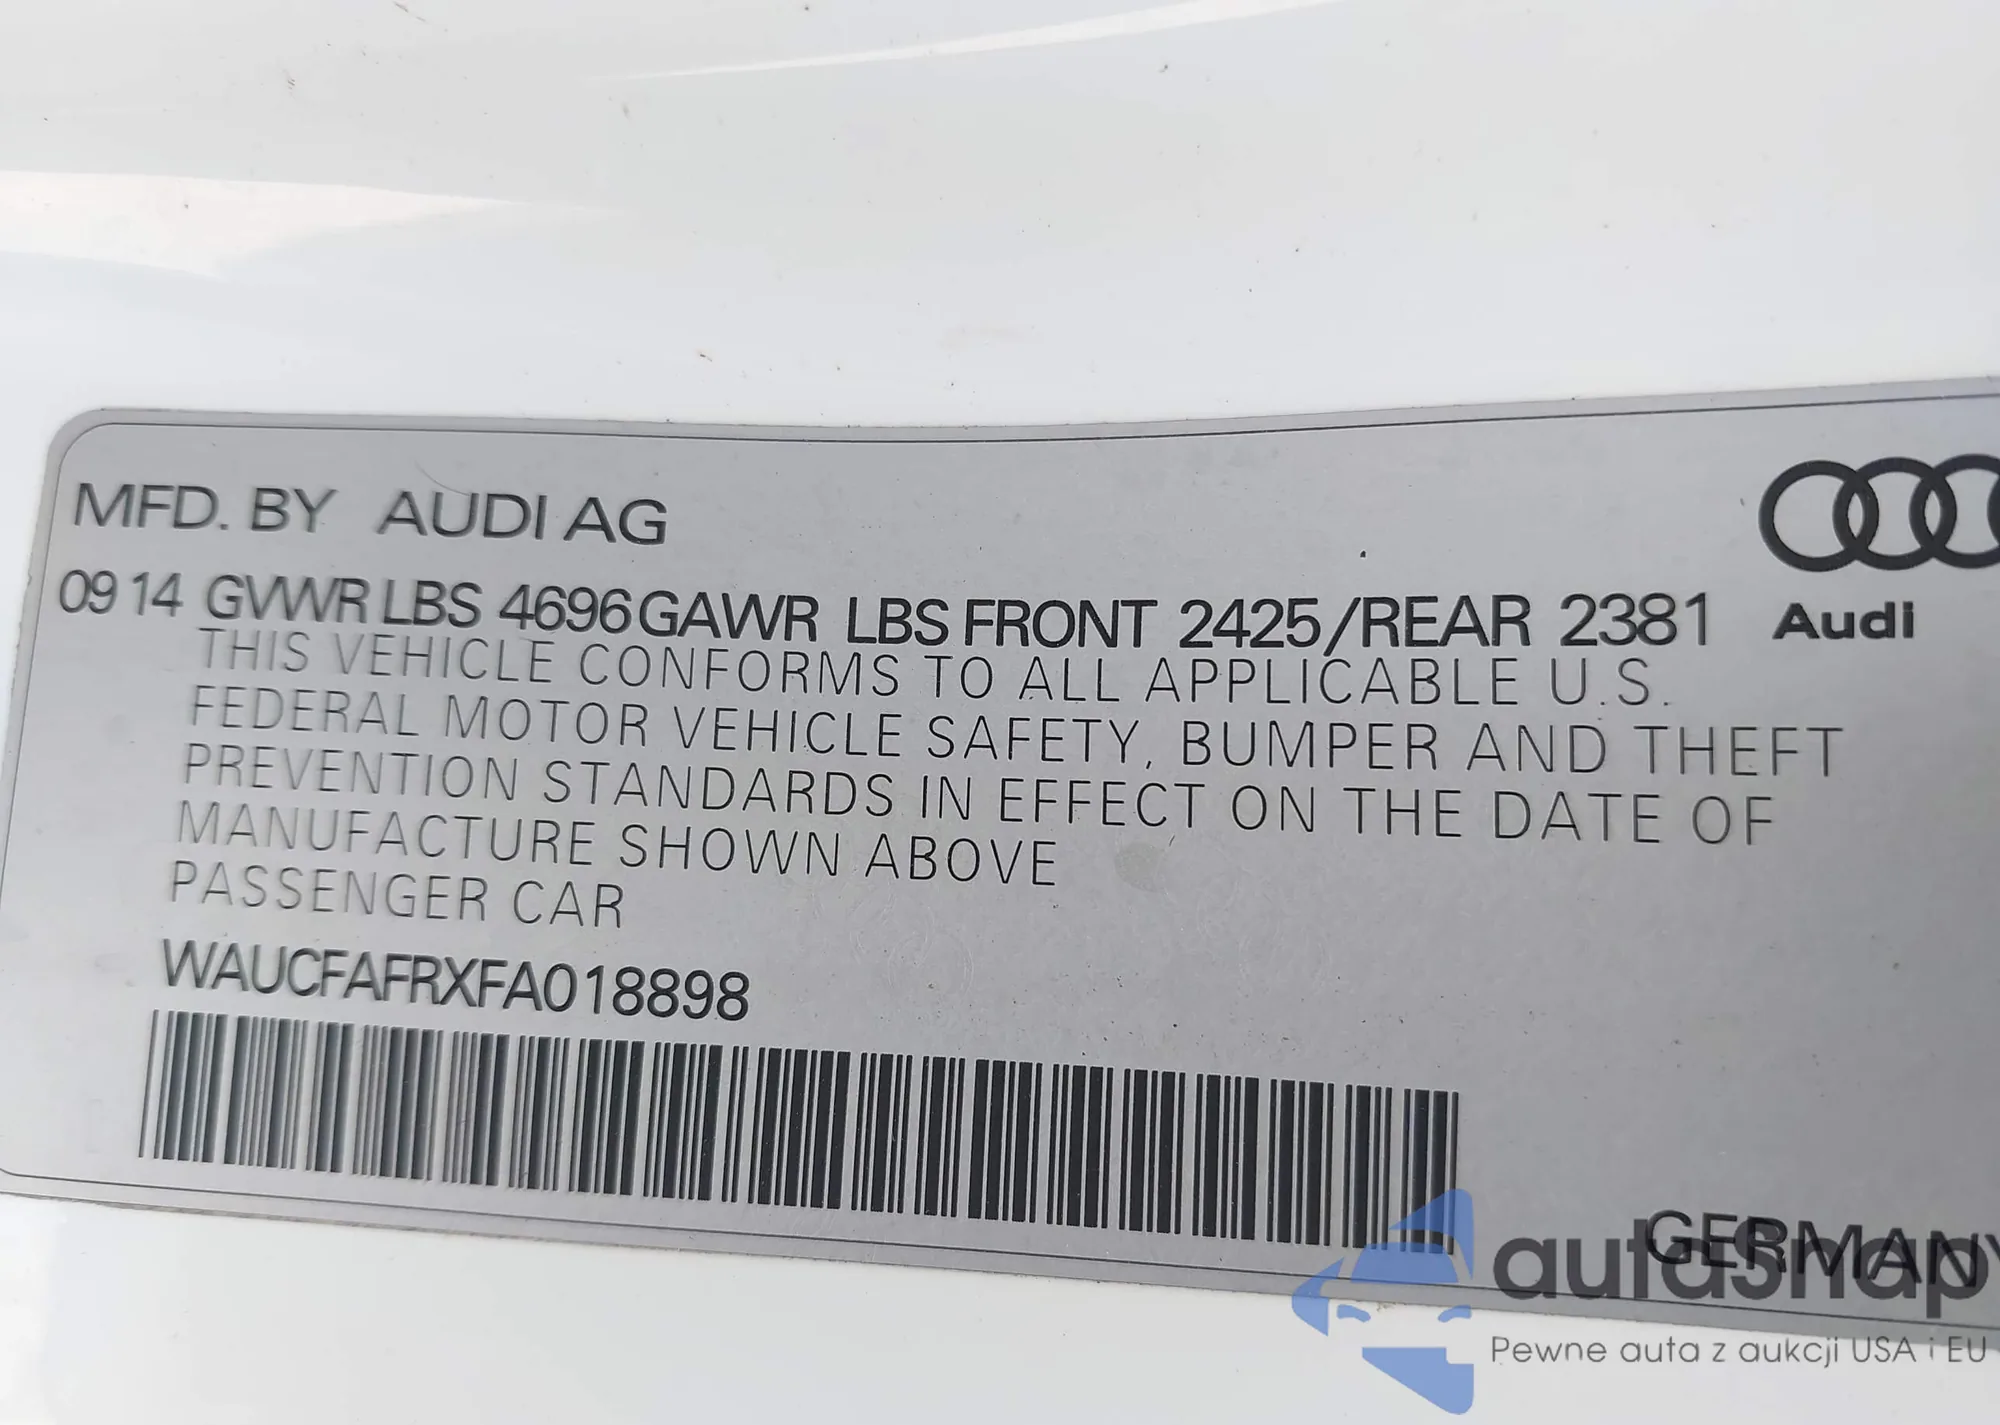 MFD. BY AUDI AG
09 14 GVWR LBS 4696 GAWR LBS FRONT 2425/REAR 2381
Audi
THIS VEHICLE CONFORMS TO ALL APPLICABLE U.S.
FEDERAL MOTOR VEHICLE SAFETY, BUMPER AND THEFT
PREVENTION STANDARDS IN EFFECT ON THE DATE OF
MANUFACTURE SHOWN ABOVE
PASSENGER CAR
WAUCFAFRXFA018898
GERMANY
autasnap
Pewne auta z aukcji USA i EU